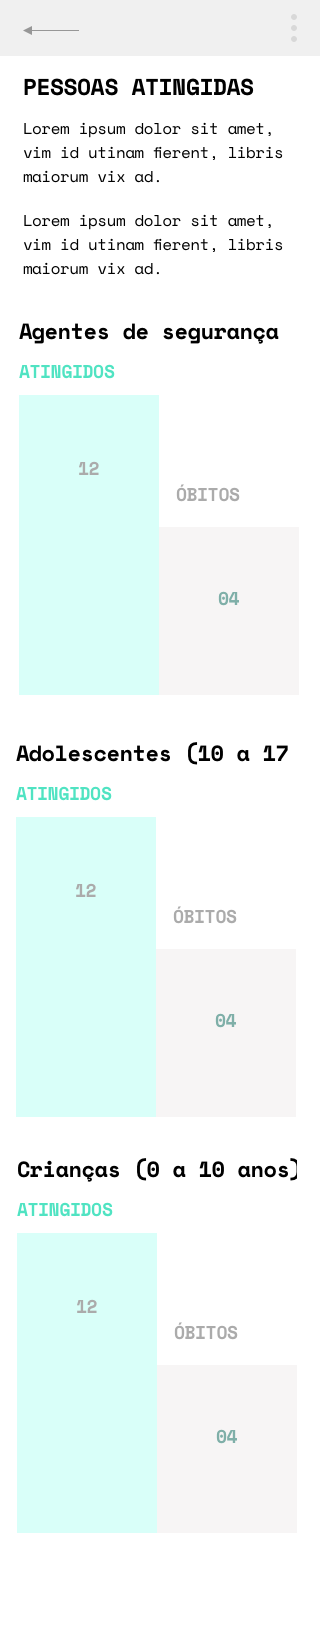 PESSOAS ATINGIDAS
Lorem ipsum dolor sit amet,
vim id utinam fierent, libris
maiorum vix ad.
Lorem ipsum dolor sit amet,
vim id utinam fierent, libris
maiorum vix ad.
Agentes de segurança
ATINGIDOS
12
ÓBITOS
04
Adolescentes (10 a 17
ATINGIDOS
12
ÓBITOS
04
Crianças (0 a 10 anos)
ATINGIDOS
12
ÓBITOS
04